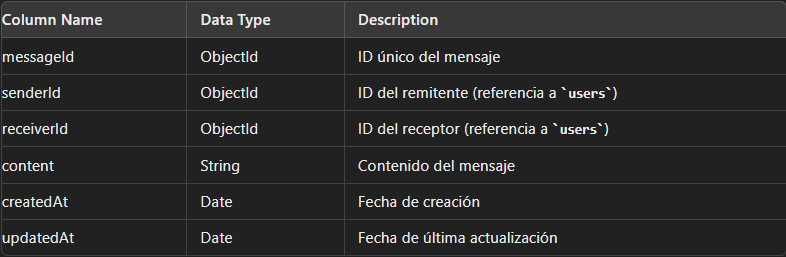 Column Name Data Type Description
messageId ObjectId ID único del mensaje
senderId ObjectId ID del remitente (referencia a `users`)
receiverId ObjectId ID del receptor (referencia a `users`)
content String Contenido del mensaje
createdAt Date Fecha de creación
updatedAt Date Fecha de última actualización